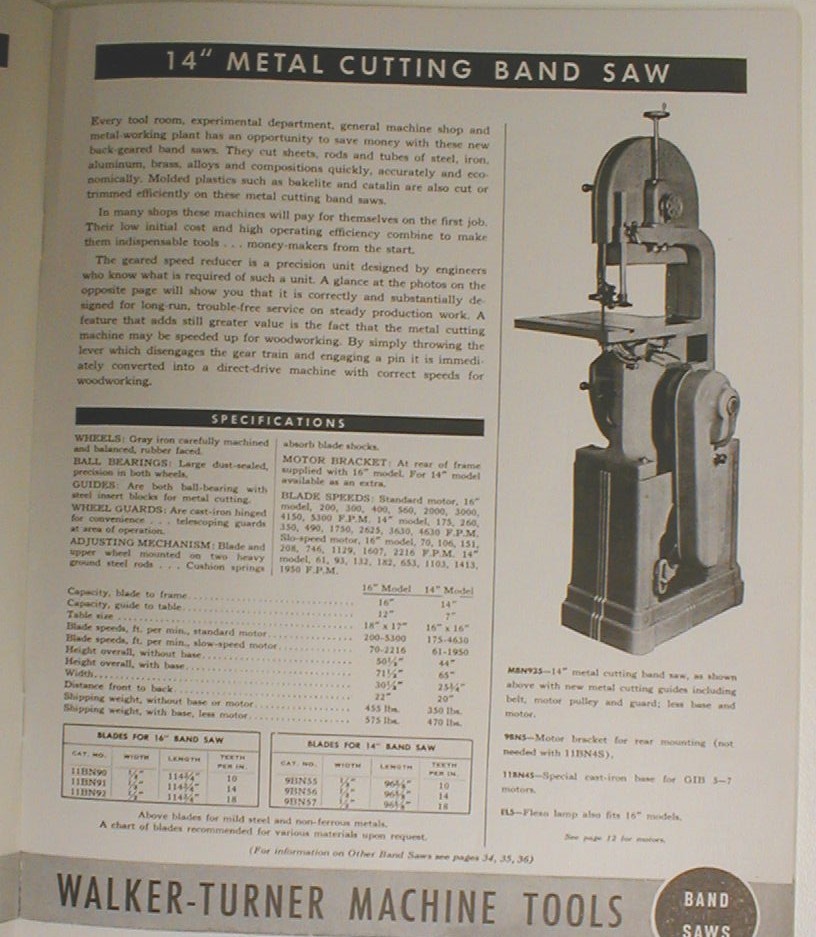 14" METAL CUTTING BAND SAW
Every tool room, experimental department, general machine shop and
metal-working plant has an opportunity to save money with these new
back-geared band saws. They cut sheets, rods and tubes of steel, iron,
aluminum, brass, alloys and compositions quickly, accurately and eco-
nomically. Molded plastics such as bakelite and catalin are also cut or
trimmed efficiently on these metal cutting band saws.
In many shops these machines will pay for themselves on the first job.
Their low initial cost and high operating efficiency combine to make
them indispensable tools . . . money-makers from the start.
The geared speed reducer is a precision unit designed by engineers
who know what is required of such a unit. A glance at the photos on the
opposite page will show you that it is correctly and substantially de-
signed for long-run, trouble-free service on steady production work. A
feature that adds still greater value is the fact that the metal cutting
machine may be speeded up for woodworking. By simply throwing the
lever which disengages the gear train and engaging a pin it is immedi-
ately converted into a direct-drive machine with correct speeds for
woodworking.
SPECIFICATIONS
WHEELS: Gray iron carefully machined
and balanced, rubber faced.
BALL BEARINGS: Large dust-sealed,
precision in both wheels.
GUIDES: Are both ball-bearing with
steel insert blocks for metal cutting.
WHEEL GUARDS: Are cast-iron hinged
for convenience . . . telescoping guards
at area of operation.
ADJUSTING MECHANISM: Blade and
upper wheel mounted on two heavy
ground steel rods . . . Cushion springs
absorb blade shocks.
MOTOR BRACKET: At rear of frame
supplied with 16" model. For 14" model
available as an extra.
BLADE SPEEDS: Standard motor, 16"
model, 200, 300, 400, 560, 2000, 3000,
4150, 5300 F.P.M. 14" model, 175, 260,
350, 490, 1750, 2625, 3630, 4630 F.P.M.
Slo-speed motor, 16" model, 70, 106, 151,
208, 746, 1129, 1607, 2216 F.P.M. 14"
model, 61, 93, 132, 182, 653, 1103, 1413,
1950 F.P.M.
16" Model 14" Model
Capacity, blade to frame 16" 14"
Capacity, guide to table 12" 7"
Table size 18" x 17" 16" x 16"
Blade speeds, ft. per min., standard motor 200-5300 175-4630
Blade speeds, ft. per min., slow-speed motor 70-2216 61-1950
Height overall, without base 44"
Height overall, with base 65"
Width
Distance front to back 22" 20"
Shipping weight, without base or motor 455 lbs. 350 lbs.
Shipping weight, with base, less motor 575 lbs. 470 lbs.
BLADES FOR 16" BAND SAW
CAT. NO. WIDTH LENGTH TEETH PER IN.
11BN90 114¾" 10
11BN91 114¾" 14
11BN92 114¾" 18
BLADES FOR 14" BAND SAW
CAT. NO. WIDTH LENGTH TEETH PER IN.
9BN55 10
9BN56 14
9BN57 18
Above blades for mild steel and non-ferrous metals.
A chart of blades recommended for various materials upon request.
(For information on Other Band Saws see pages 34, 35, 36)
MBN935—14" metal cutting band saw, as shown
above with new metal cutting guides including
belt, motor pulley and guard; less base and
motor.
9BN5—Motor bracket for rear mounting (not
needed with 11BN4S).
11BN4S—Special cast-iron base for GIB 5-7
motors.
EL5—Flexo lamp also fits 16" models.
See page 12 for motors.
WALKER-TURNER MACHINE TOOLS
BAND
SAWS